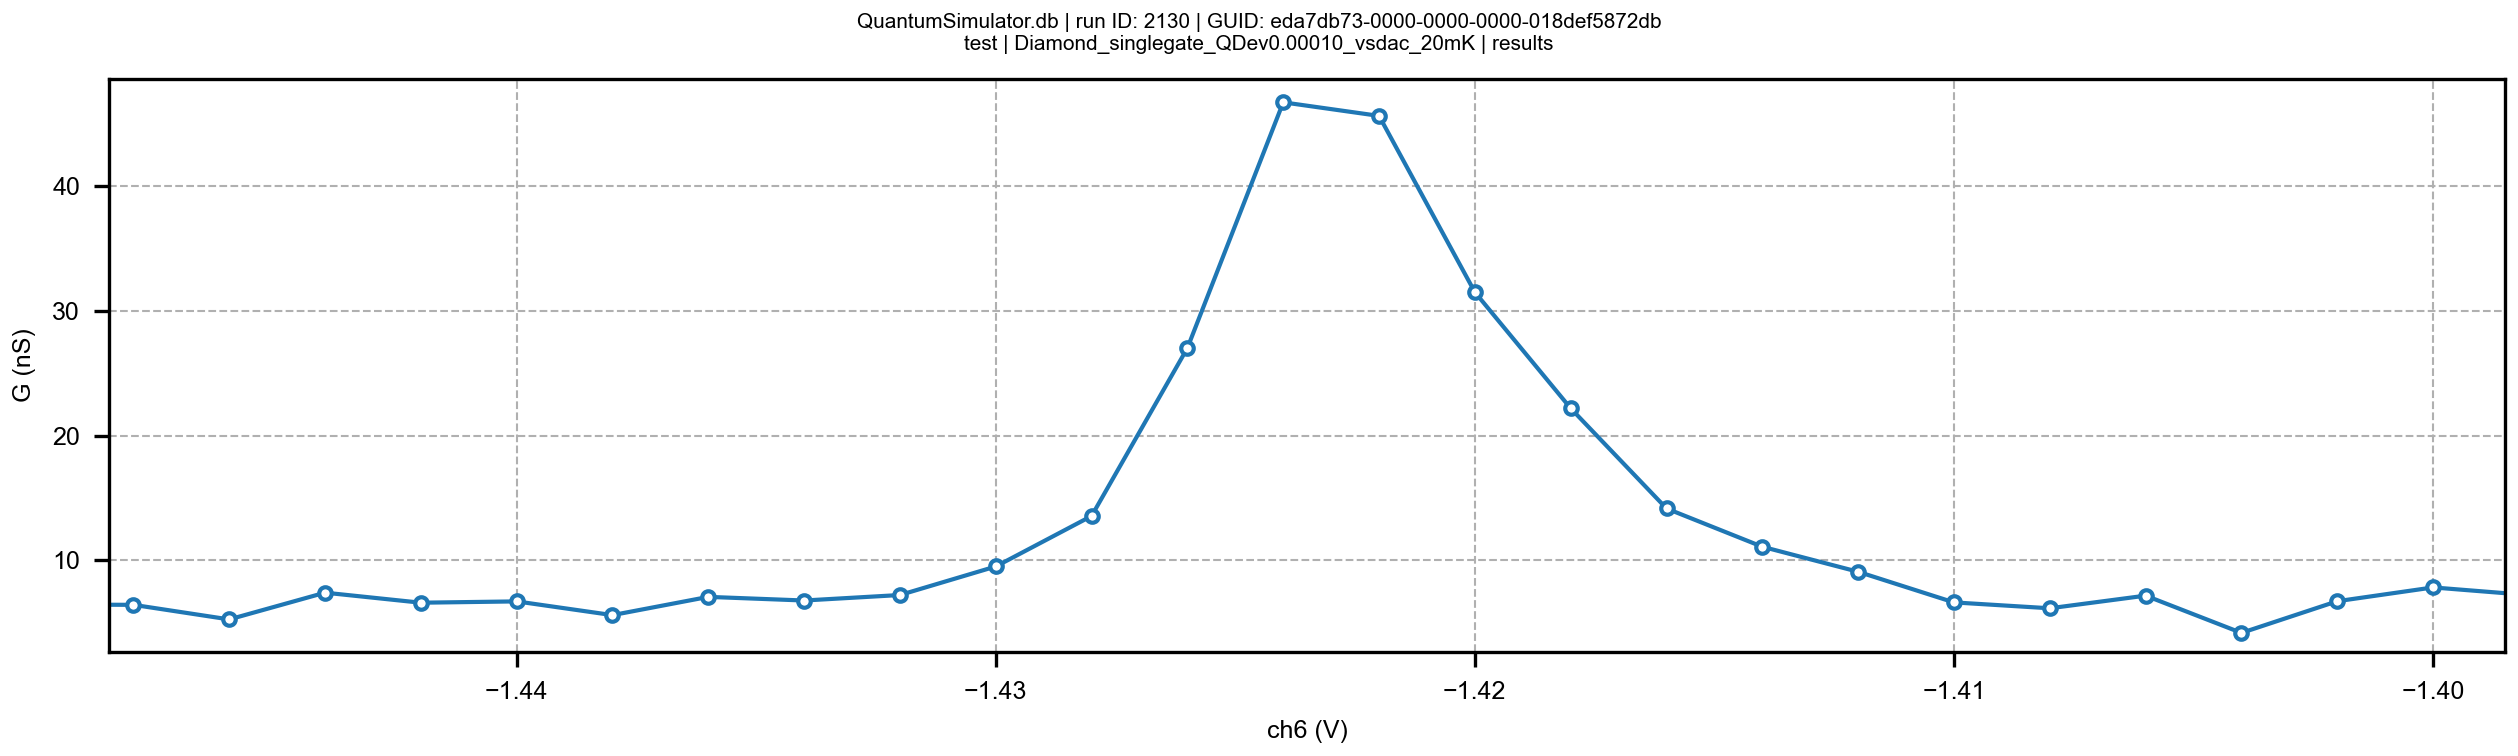 QuantumSimulator.db | run ID: 2130 | GUID: eda7db73-0000-0000-0000-018def5872db
test | Diamond_singlegate_QDev0.00010_vsdac_20mK | results
40
30
20
10
G (nS)
−1.44
−1.43
−1.42
−1.41
−1.40
ch6 (V)